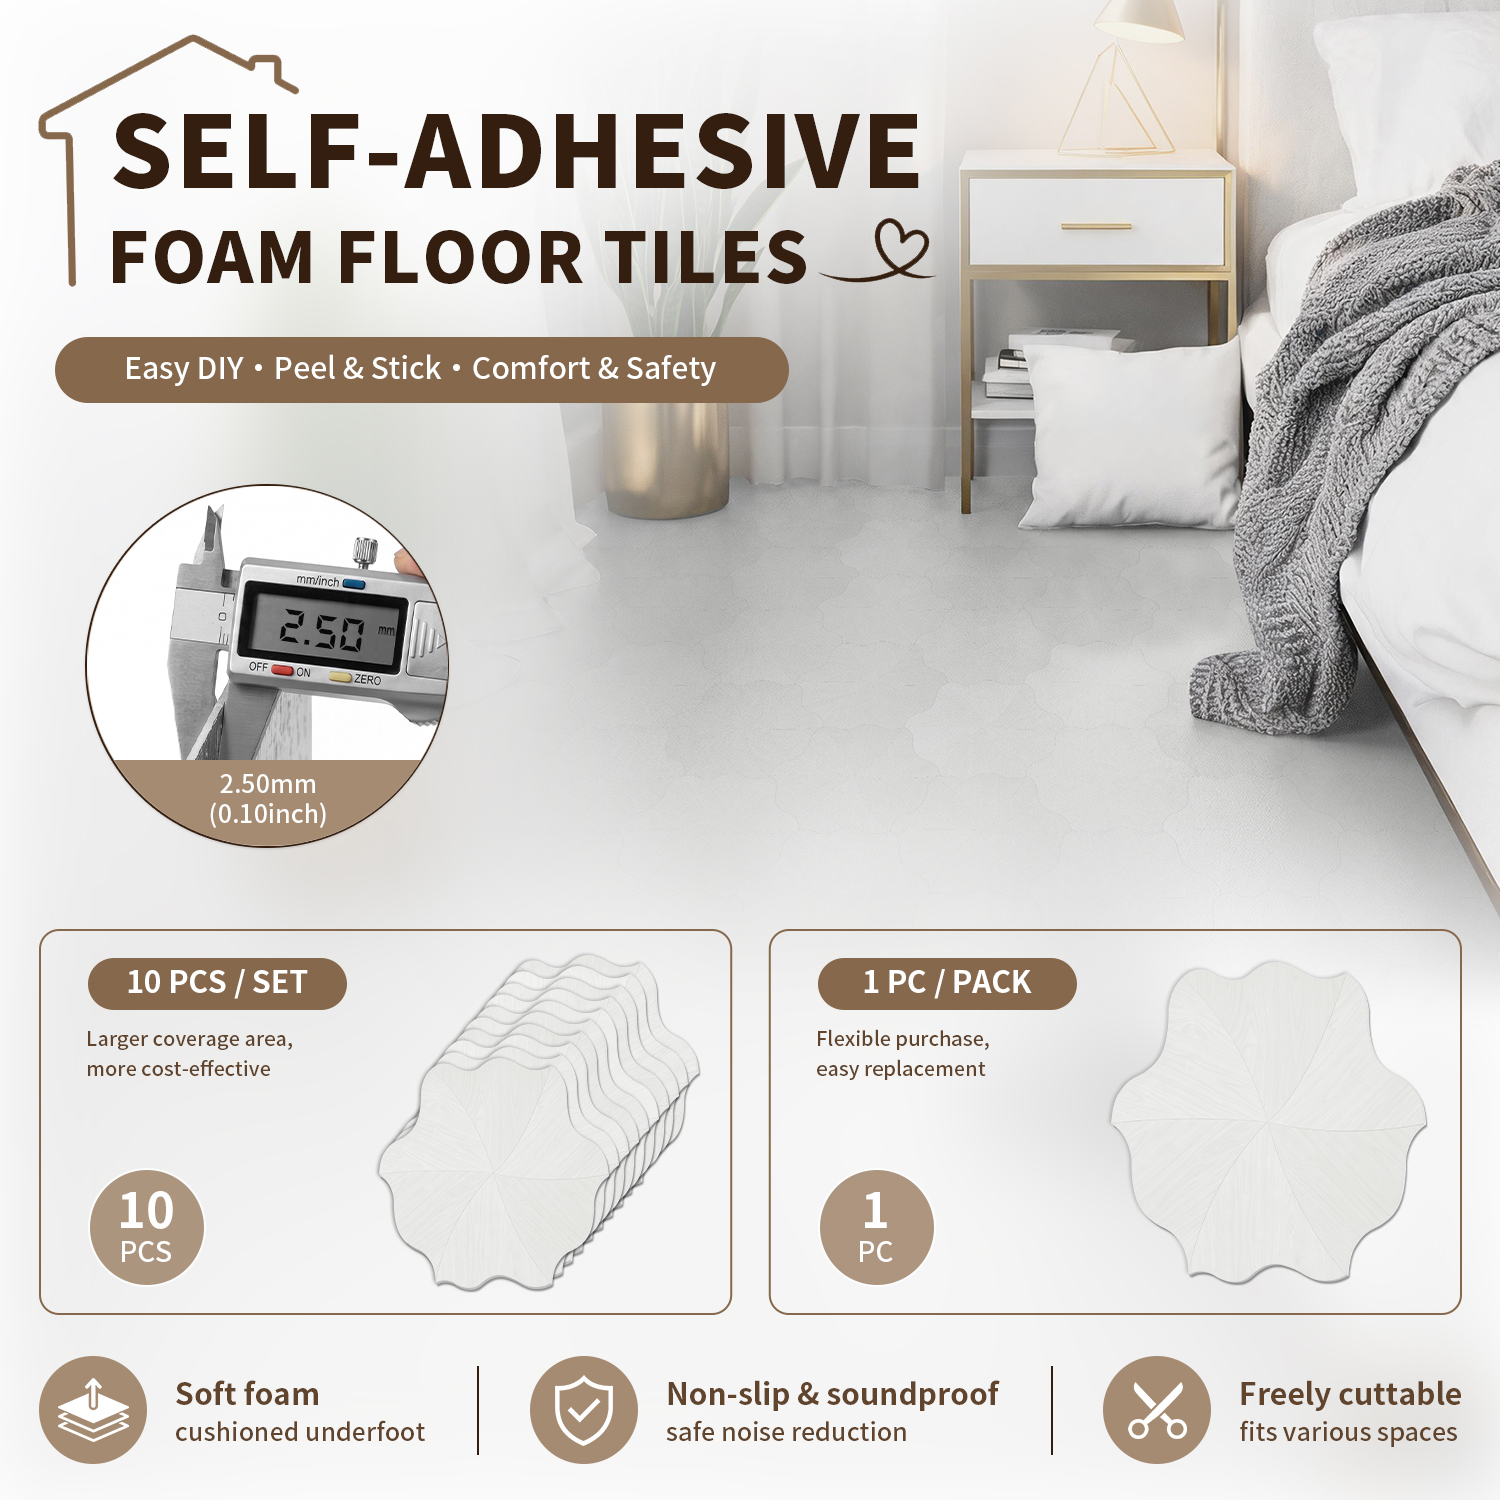 SELF-ADHESIVE
FOAM FLOOR TILES
Easy DIY • Peel & Stick • Comfort & Safety
mm/inch
2.50 mm
OFF ON ZERO
2.50mm
(0.10inch)
10 PCS / SET
Larger coverage area,
more cost-effective
10
PCS
1 PC / PACK
Flexible purchase,
easy replacement
1
PC
Soft foam
cushioned underfoot
Non-slip & soundproof
safe noise reduction
Freely cuttable
fits various spaces